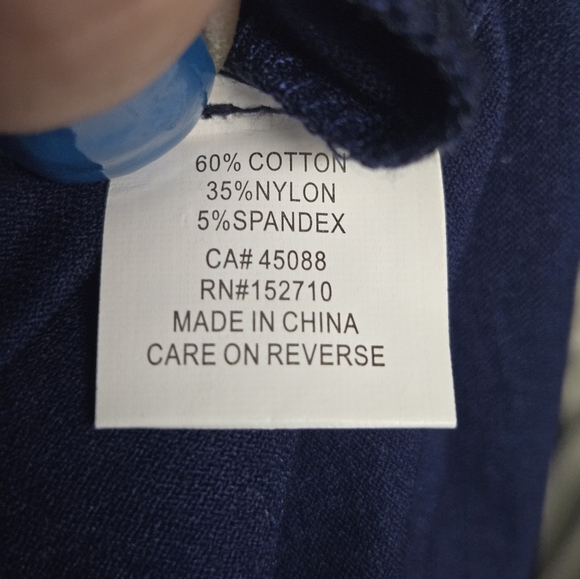 60% COTTON
35%NYLON
5%SPANDEX
CA# 45088
RN#152710
MADE IN CHINA
CARE ON REVERSE